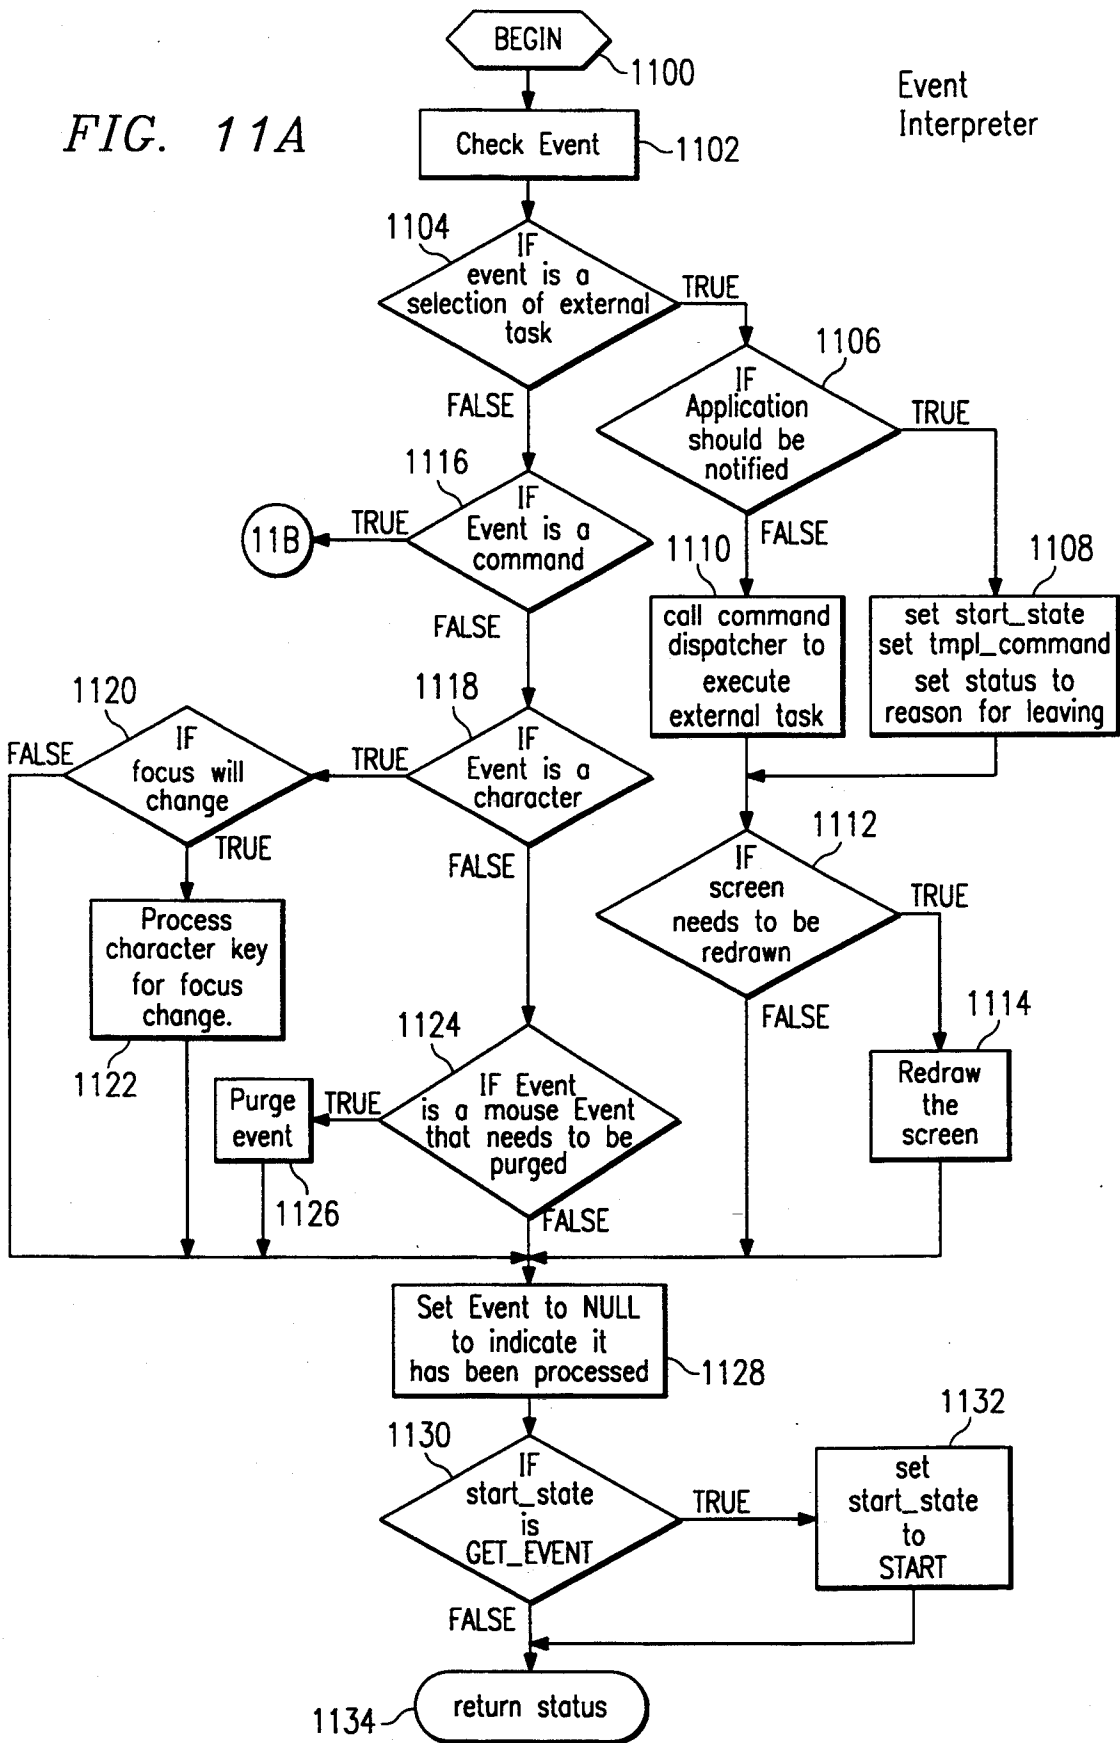 BEGIN
1100
Event
Interpreter
FIG. 11A
Check Event
1102
1104
IF
event is a
selection of external
task
TRUE
FALSE
1106
IF
Application
should be
notified
TRUE
FALSE
1116
IF
Event is a
command
TRUE
11B
FALSE
1110
call command
dispatcher to
execute
external task
1108
set start_state
set tmpl_command
set status to
reason for leaving
1118
IF
Event is a
character
TRUE
FALSE
1120
IF
focus will
change
FALSE
TRUE
1112
IF
screen
needs to be
redrawn
TRUE
FALSE
Process
character key
for focus
change.
1122
1124
IF Event
is a mouse Event
that needs to be
purged
TRUE
FALSE
Purge
event
1126
1114
Redraw
the
screen
Set Event to NULL
to indicate it
has been processed
1128
1130
IF
start_state
is
GET_EVENT
TRUE
FALSE
1132
set
start_state
to
START
return status
1134